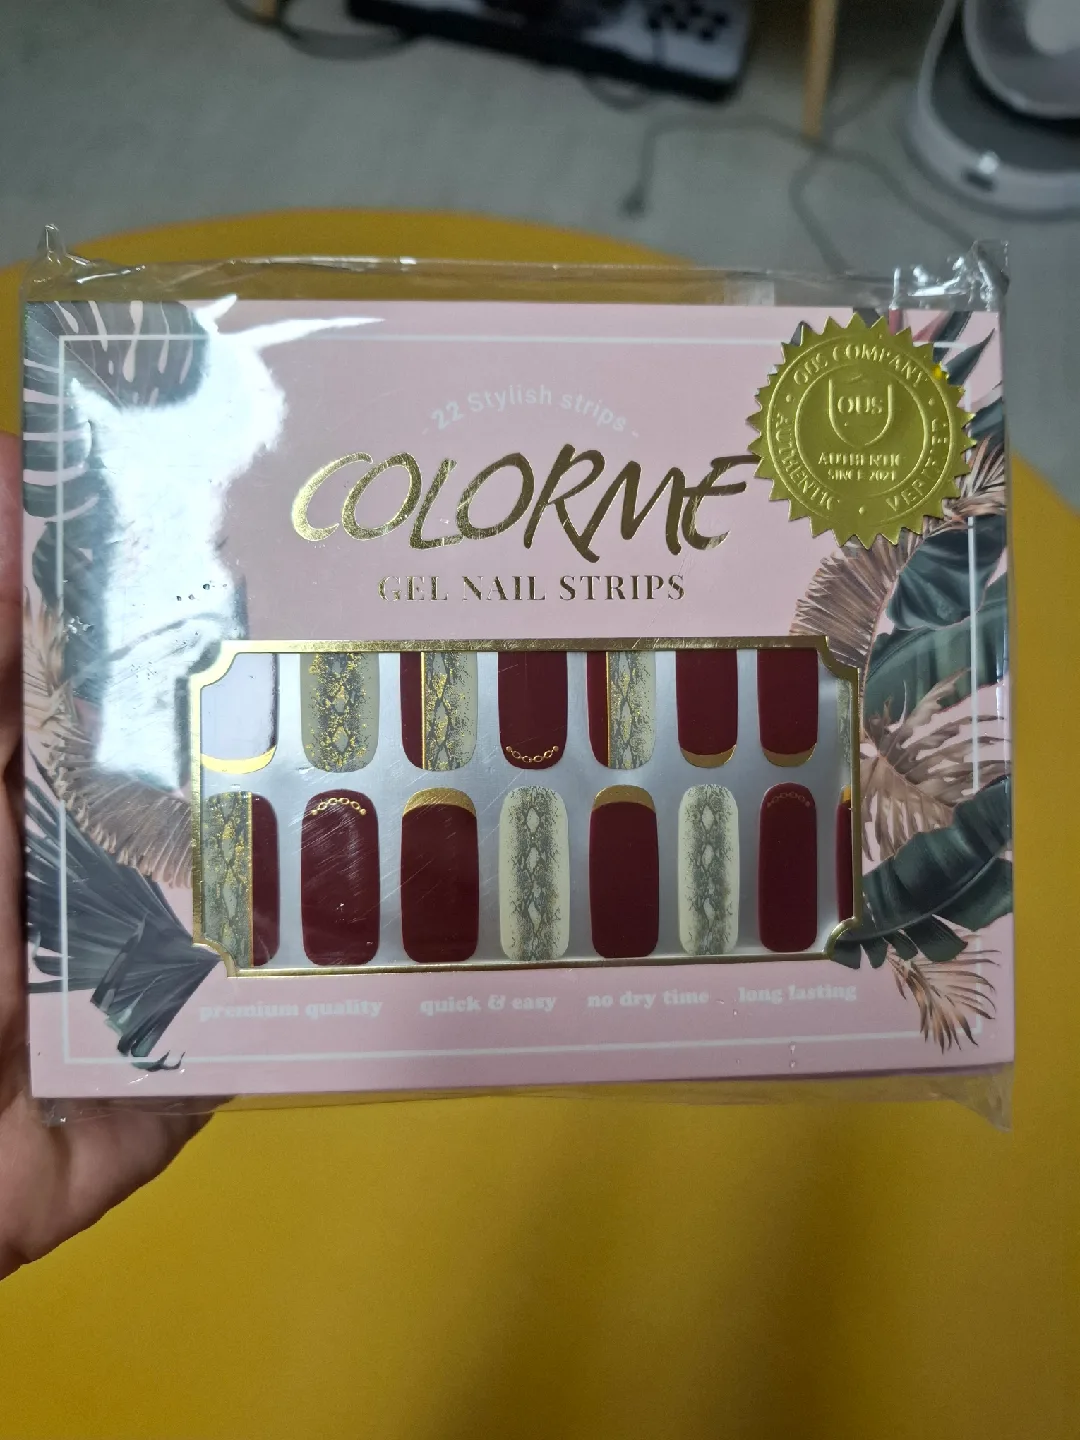 - 22 Stylish strips -
COLORME
GEL NAIL STRIPS
OUS COMPANY
AUTHENTIC
OUS
AUTHENTIC
SINCE 2021
premium quality quick & easy no dry time long lasting